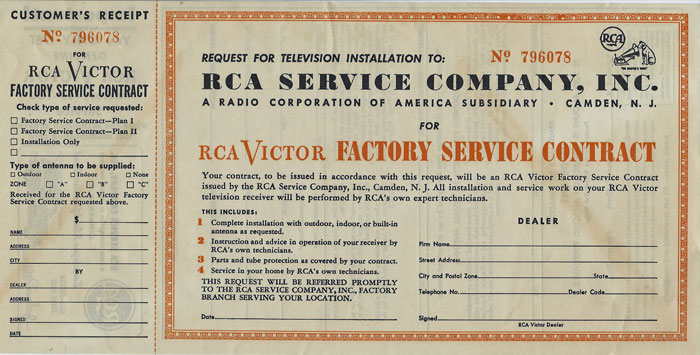 CUSTOMER'S RECEIPT
No 796078
FOR
RCA VICTOR
FACTORY SERVICE CONTRACT
Check type of service requested:
Factory Service Contract—Plan I
Factory Service Contract—Plan II
Installation Only
Type of antenna to be supplied:
Outdoor Indoor None
ZONE "A" "B" "C"
Received for the RCA Victor Factory
Service Contract requested above.
$
NAME
ADDRESS
CITY
BY
DEALER
ADDRESS
SIGNED
DATE
REQUEST FOR TELEVISION INSTALLATION TO:
No 796078
RCA
"HIS MASTER'S VOICE"
RCA SERVICE COMPANY, INC.
A RADIO CORPORATION OF AMERICA SUBSIDIARY • CAMDEN, N. J.
FOR
RCA VICTOR FACTORY SERVICE CONTRACT
Your contract, to be issued in accordance with this request, will be an RCA Victor Factory Service Contract
issued by the RCA Service Company, Inc., Camden, N. J. All installation and service work on your RCA Victor
television receiver will be performed by RCA's own expert technicians.
THIS INCLUDES:
1 Complete installation with outdoor, indoor, or built-in
antenna as requested.
2 Instruction and advice in operation of your receiver by
RCA's own technicians.
3 Parts and tube protection as covered by your contract.
4 Service in your home by RCA's own technicians.
THIS REQUEST WILL BE REFERRED PROMPTLY
TO THE RCA SERVICE COMPANY, INC., FACTORY
BRANCH SERVING YOUR LOCATION.
Date
DEALER
Firm Name
Street Address
City and Postal Zone State
Telephone No. Dealer Code
Signed
RCA Victor Dealer